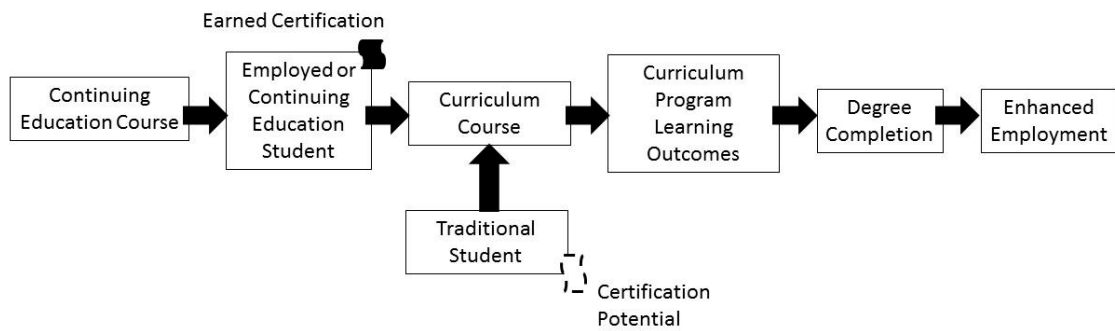 Earned Certification
Continuing
Education Course
Employed or
Continuing
Education
Student
Curriculum
Course
Curriculum
Program
Learning
Outcomes
Degree
Completion
Enhanced
Employment
Traditional
Student
Certification
Potential